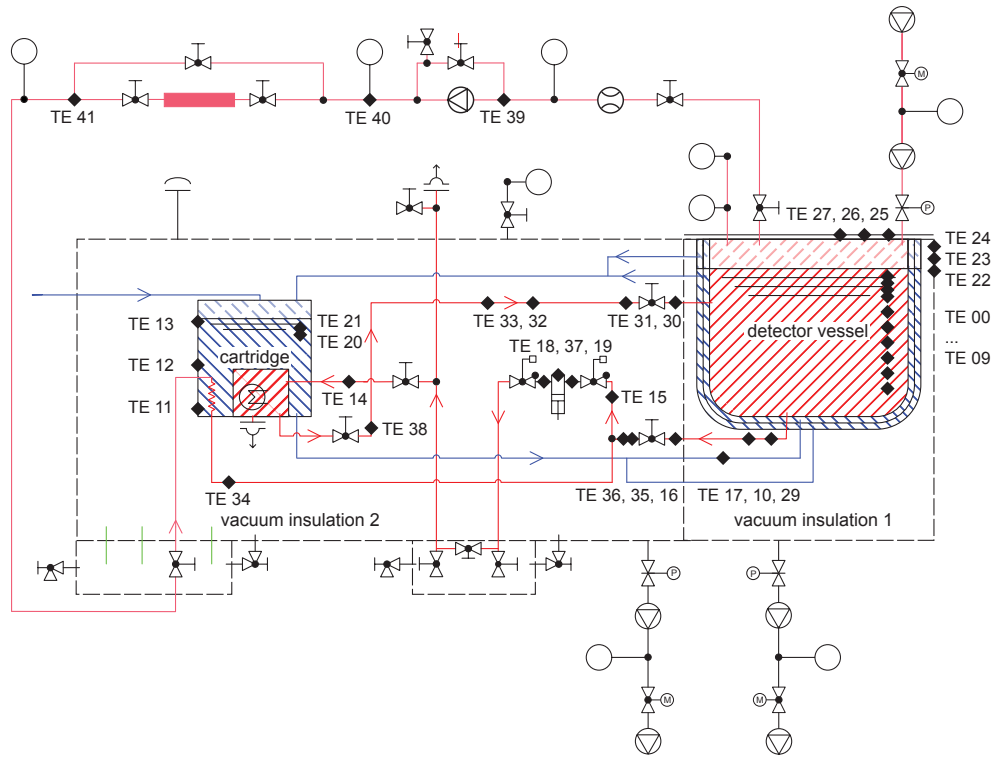 M
TE 41
TE 40
TE 39
P
TE 27, 26, 25
TE 24
TE 23
TE 22
TE 13
TE 21
TE 20
TE 33, 32
TE 31, 30
detector vessel
TE 00
...
TE 09
TE 12
cartridge
TE 18, 37, 19
TE 11
TE 14
TE 15
TE 38
TE 34
TE 36, 35, 16
TE 17, 10, 29
vacuum insulation 2
vacuum insulation 1
P
P
M
M